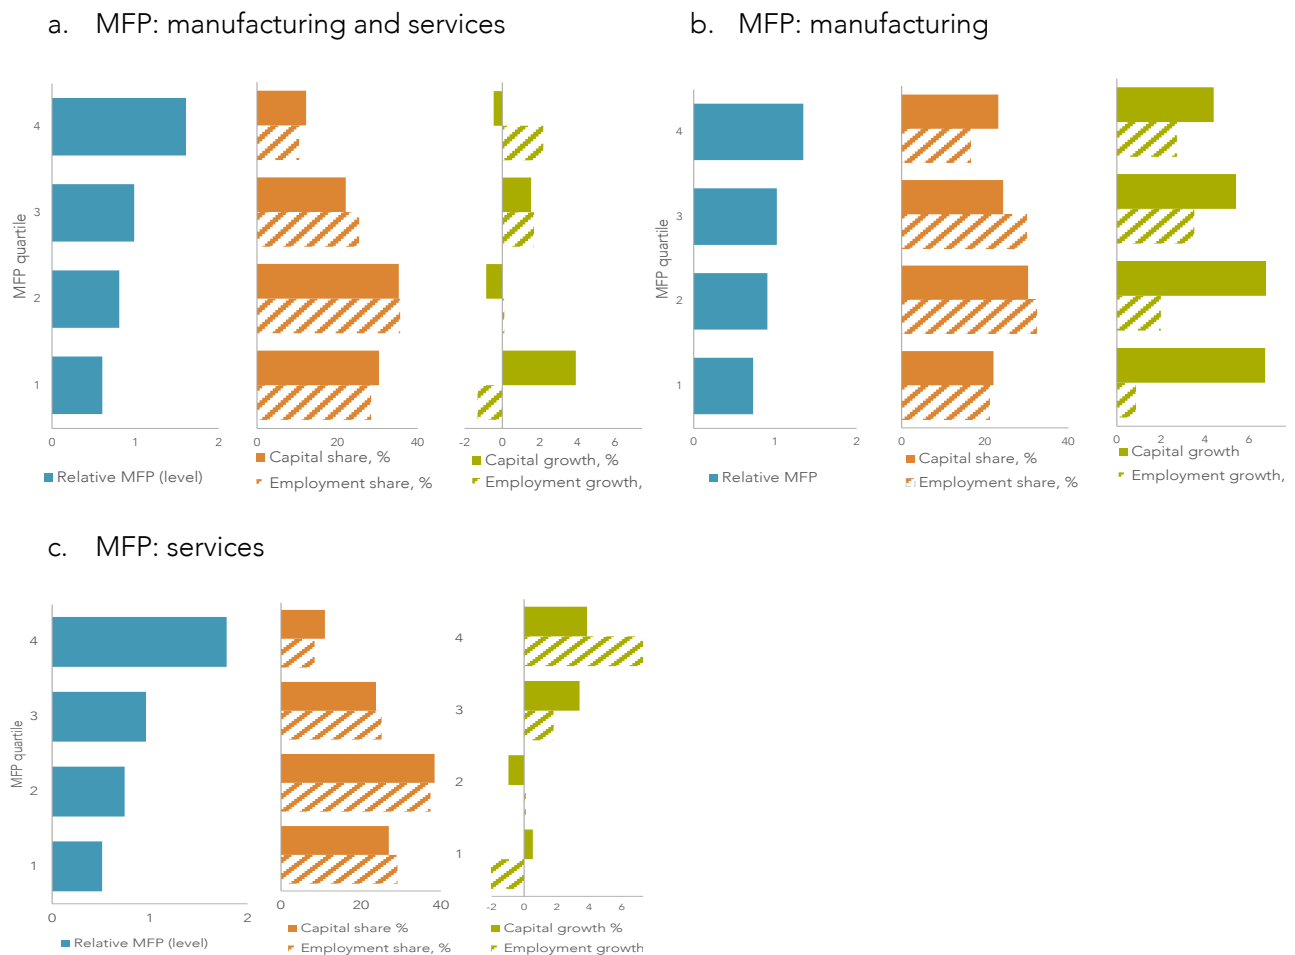 a. MFP: manufacturing and services
MFP quartile
4
3
2
1
0 1 2
Relative MFP (level)
0 20 40
Capital share, %
Employment share, %
-2 0 2 4 6
Capital growth, %
Employment growth,
b. MFP: manufacturing
MFP quartile
4
3
2
1
0 1 2
Relative MFP
0 20 40
Capital share, %
Employment share, %
0 2 4 6
Capital growth
Employment growth,
c. MFP: services
MFP quartile
4
3
2
1
0 1 2
Relative MFP (level)
0 20 40
Capital share %
Employment share, %
4
3
2
1
-2 0 2 4 6
Capital growth %
Employment growth